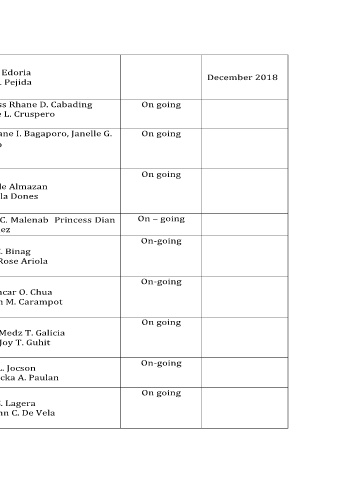 Edoria
. Pejida
December 2018
ss Rhane D. Cabading
e L. Cruspero
On going
ane I. Bagaporo, Janelle G.
On going
On going
le Almazan
la Dones
C. Malenab Princess Dian
ez
On – going
On-going
. Binag
Rose Ariola
On-going
ncar O. Chua
n M. Carampot
On going
Medz T. Galicia
Joy T. Guhit
On-going
L. Jocson
cka A. Paulan
On going
. Lagera
nn C. De Vela